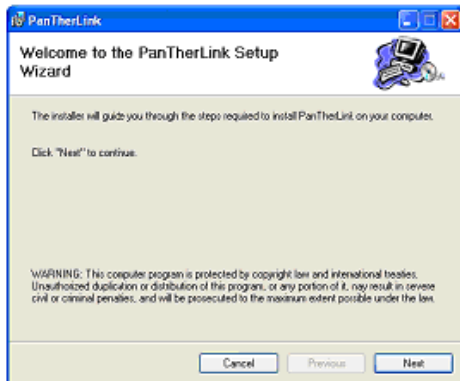 PanTherLink
Welcome to the PanTherLink Setup
Wizard
The installer will guide you through the steps required to install PanTherLink on your computer.
Click "Next" to continue.
WARNING: This computer program is protected by copyright law and international treaties.
Unauthorized duplication or distribution of this program, or any portion of it, may result in severe
civil or criminal penalties, and will be prosecuted to the maximum extent possible under the law.
Cancel
Previous
Next